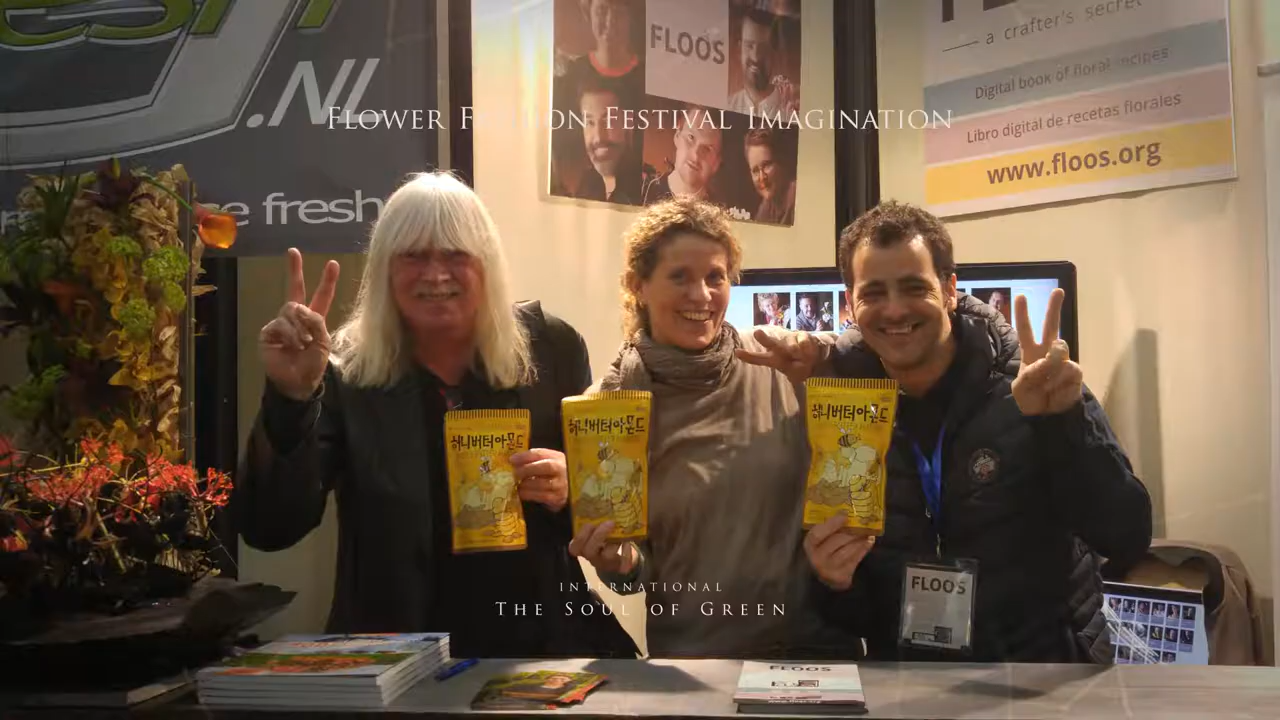 .NL
fresh
FLOOS
a crafter's secret
Digital book of floral recipes
Libro digital de recetas florales
www.floos.org
FLOWER FASHION FESTIVAL IMAGINATION
허니버터아몬드
허니버터아몬드
허니버터아몬드
FLOOS
INTERNATIONAL
THE SOUL OF GREEN
FLOOS